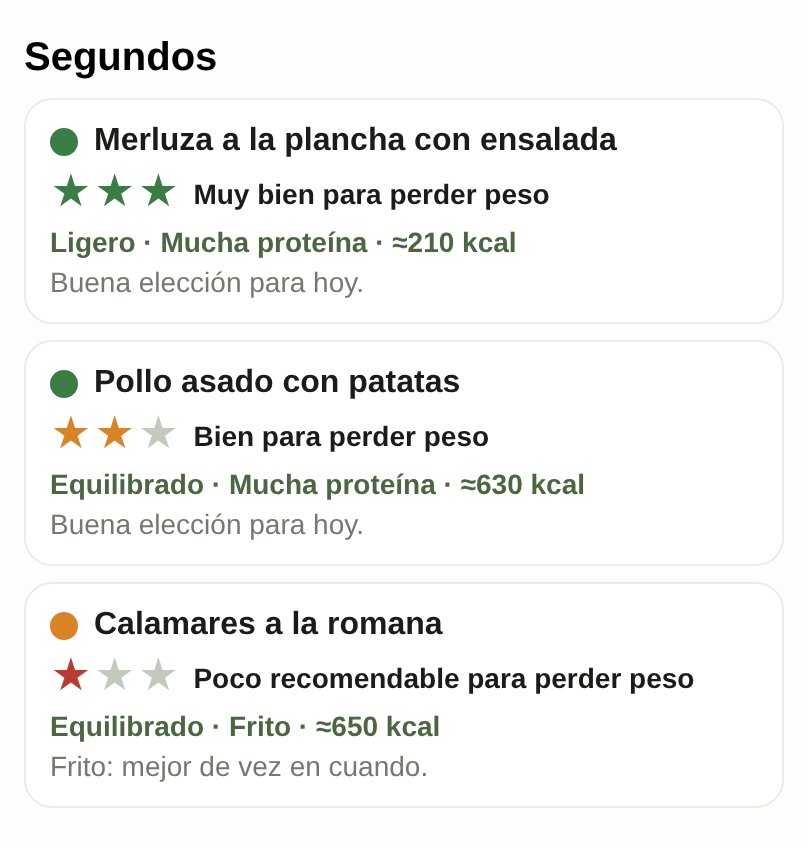 Segundos
Merluza a la plancha con ensalada
★ ★ ★ Muy bien para perder peso
Ligero · Mucha proteína · ≈210 kcal
Buena elección para hoy.
Pollo asado con patatas
★ ★ ★ Bien para perder peso
Equilibrado · Mucha proteína · ≈630 kcal
Buena elección para hoy.
Calamares a la romana
★ ★ ★ Poco recomendable para perder peso
Equilibrado · Frito · ≈650 kcal
Frito: mejor de vez en cuando.